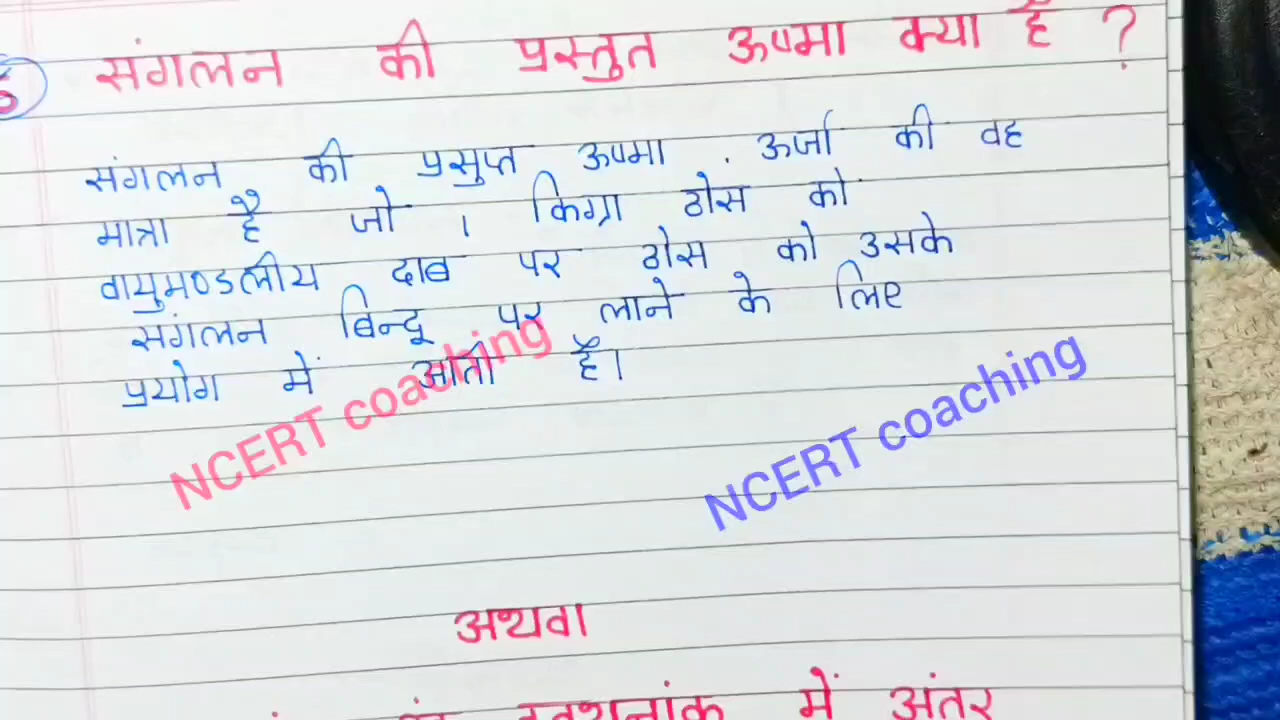 संगलन की प्रस्तुत ऊष्मा क्या है ?
संगलन की प्रसुप्त ऊष्मा . ऊर्जा की वह
मात्रा है जो । किग्रा ठोस को
वायुमण्डलीय दाब पर ठोस को उसके
संगलन बिन्दू पर लाने के लिए
प्रयोग में आती है।
NCERT coaching
NCERT coaching
अथवा
में अंतर